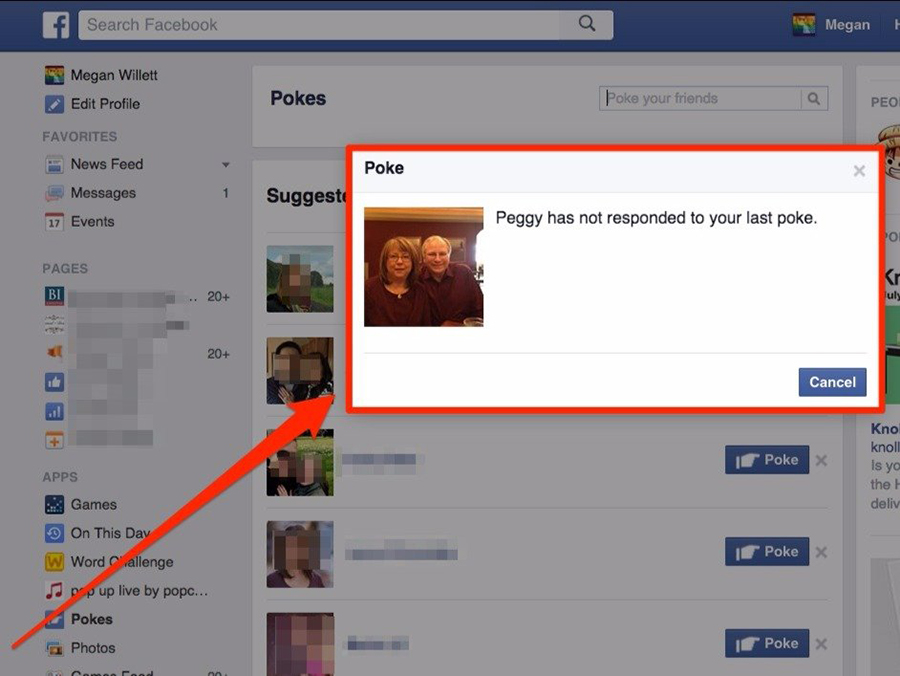 f
Search Facebook
Megan
H
Megan Willett
Edit Profile
FAVORITES
News Feed
Messages 1
17 Events
PAGES
BI .. 20+
20+
APPS
Games
On This Day
W Word Challenge
pop up live by popc...
Pokes
Photos
Games Feed 20+
Pokes
Poke your friends
Suggeste
Poke
Peggy has not responded to your last poke.
Cancel
Poke
Poke
Poke
PEO
Kn
July
Knol
knoll
Is yo
the H
deliv